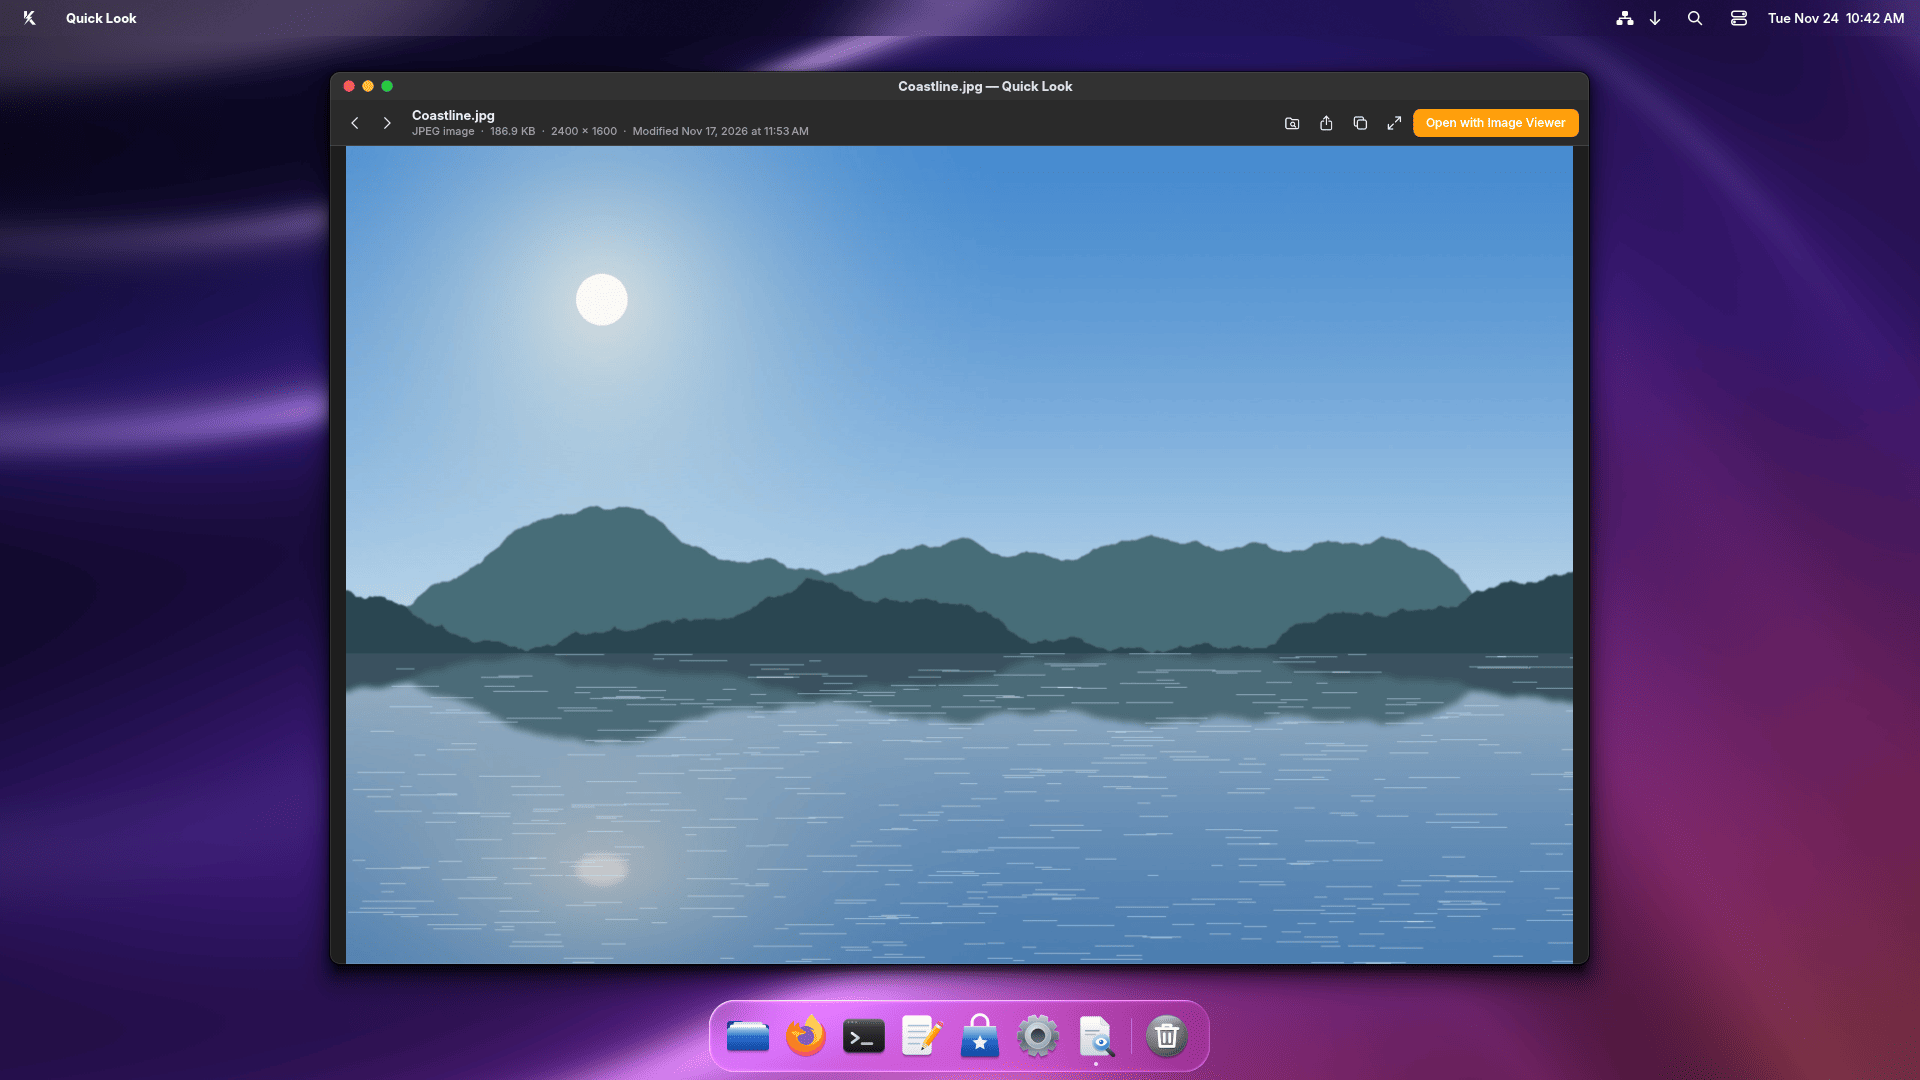 Quick Look
Tue Nov 24 10:42 AM
Coastline.jpg — Quick Look
Coastline.jpg
JPEG image · 186.9 KB · 2400 × 1600 · Modified Nov 17, 2026 at 11:53 AM
Open with Image Viewer